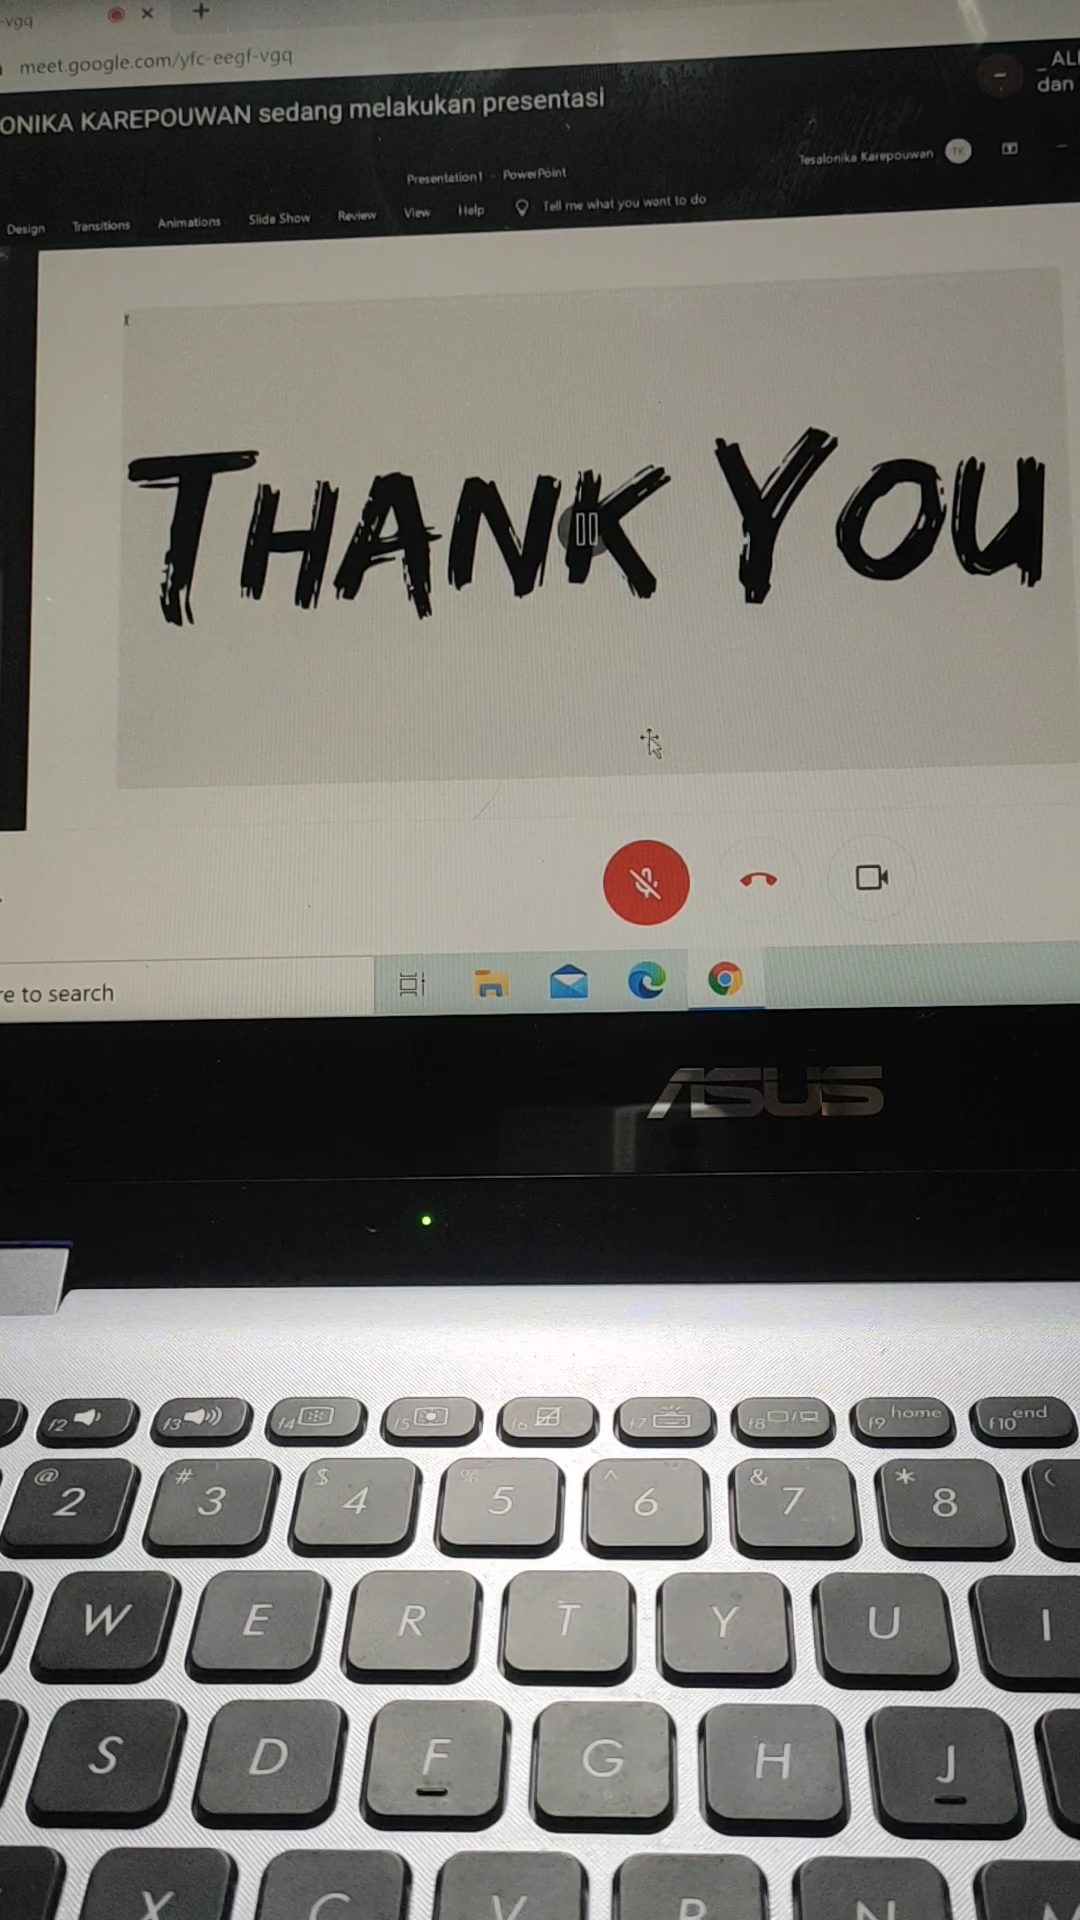 -vgq
meet.google.com/yfc-eegf-vgq
ONIKA KAREPOUWAN sedang melakukan presentasi
_ ALI
dan
Tesalonika Karepouwan TK
Presentation1 - PowerPoint
Design Transitions Animations Slide Show Review View Help Tell me what you want to do
THANK YOU
re to search
ASUS
f2 f3 f4 f5 f6 f7 f8 f9 home f10 end
@ 2 # 3 $ 4 % 5 ^ 6 & 7 * 8 (
W E R T Y U I
S D F G H J
X C V B N M